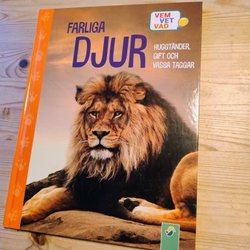 FARLIGA
DJUR
VEM
VET
VAD
HUGGTÄNDER,
GIFT OCH
VASSA TAGGAR